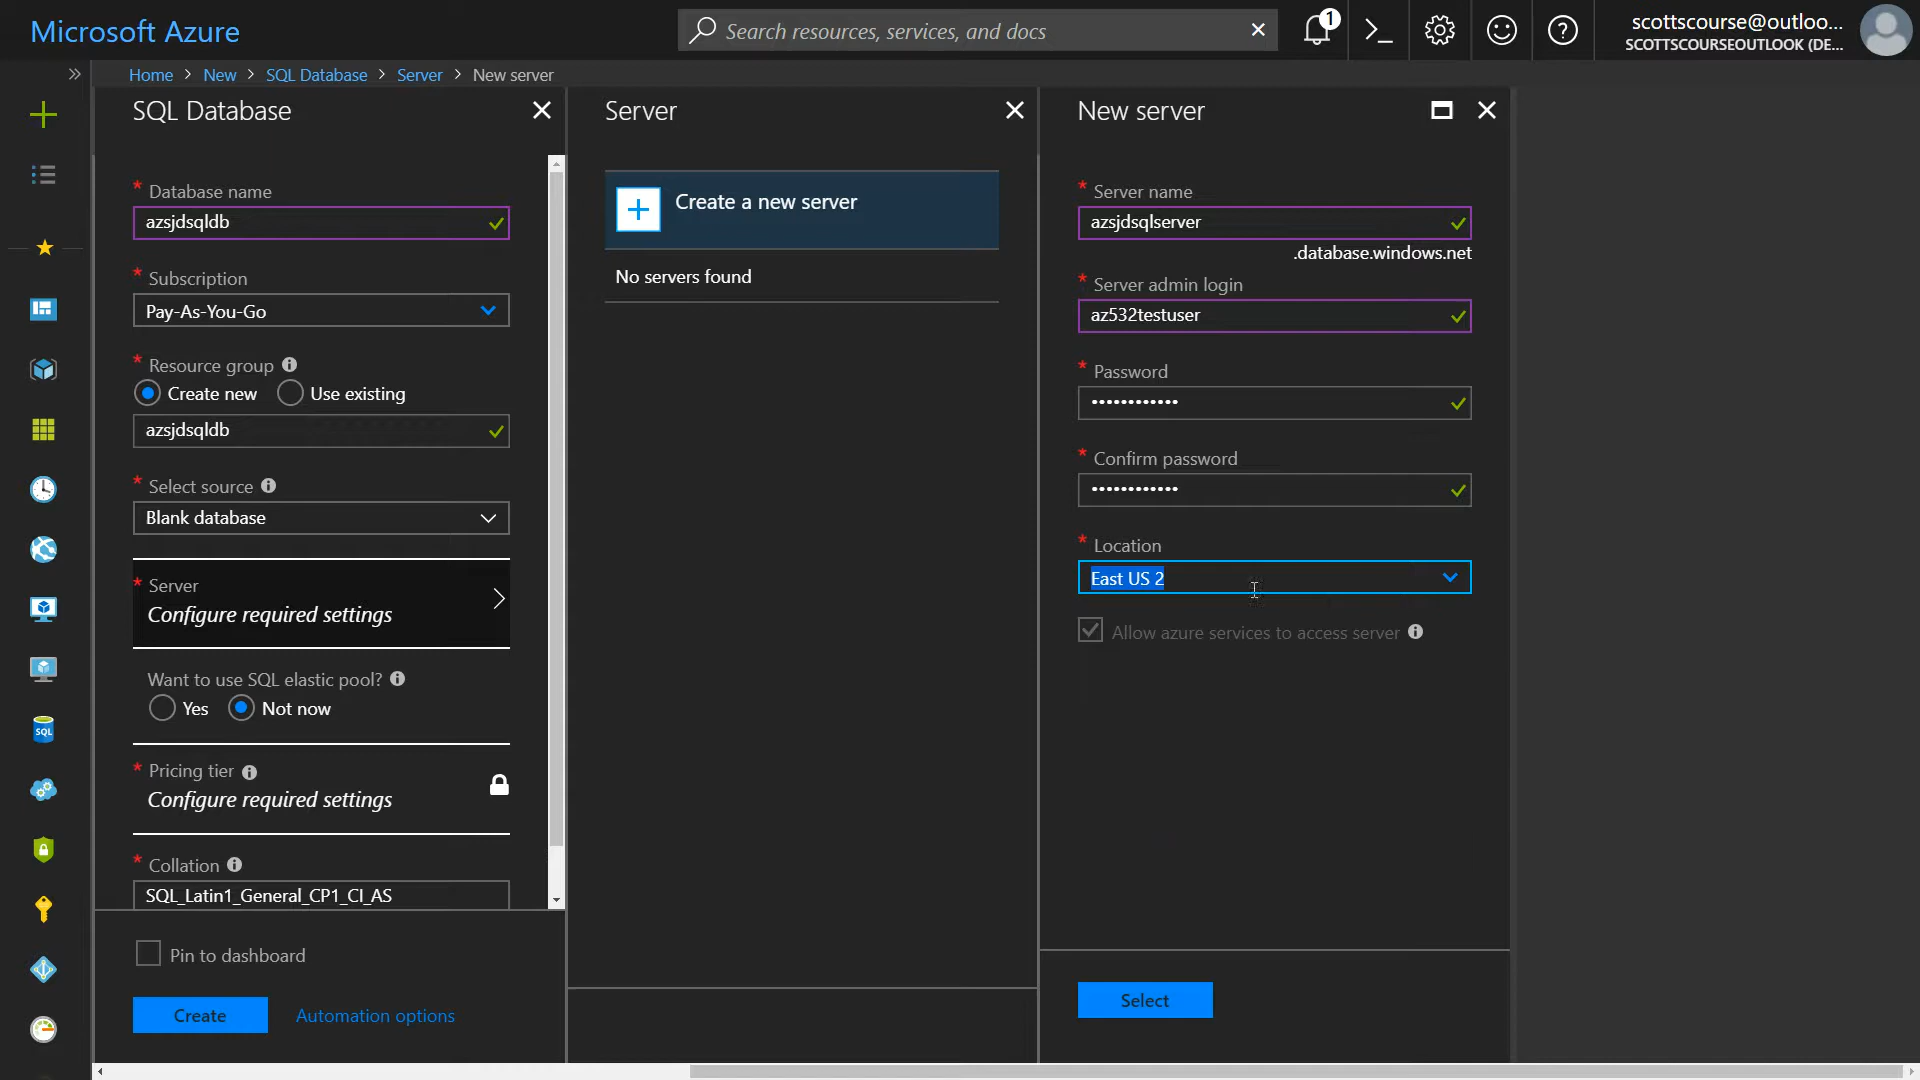 Microsoft Azure
Search resources, services, and docs
1
scottscourse@outloo...
SCOTTSCOURSEOUTLOOK (DE...
Home > New > SQL Database > Server > New server
SQL Database
Database name
azsjdsqldb
Subscription
Pay-As-You-Go
Resource group
Create new
Use existing
azsjdsqldb
Select source
Blank database
Server
Configure required settings
Want to use SQL elastic pool?
Yes
Not now
Pricing tier
Configure required settings
Collation
SQL_Latin1_General_CP1_CI_AS
Pin to dashboard
Create
Automation options
Server
Create a new server
No servers found
New server
Server name
azsjdsqlserver
.database.windows.net
Server admin login
az532testuser
Password
••••••••••••
Confirm password
••••••••••••
Location
East US 2
Allow azure services to access server
Select
SQL